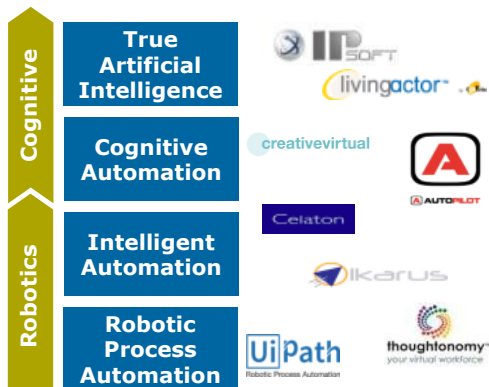 Cognitive
True
Artificial
Intelligence
IPSOFT
livingactor™
Cognitive
Automation
creativevirtual
A
AUTOPILOT
Robotics
Celaton
Intelligent
Automation
Ikarus
Robotic
Process
Automation
UiPath
Robotic Process Automation
thoughtonomy
your virtual workforce